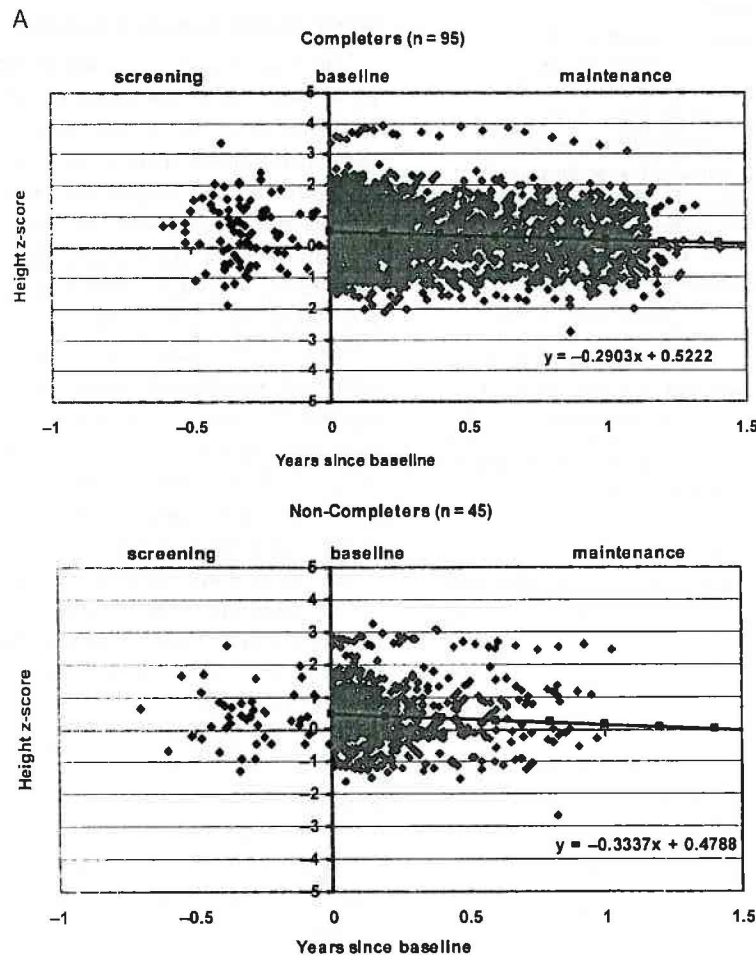 A
Completers (n = 95)
screening baseline maintenance
5
4
3
2
1
0
-1
-2
-3
-4
5
Height z-score
y = –0.2903x + 0.5222
–1 –0.5 0 0.5 1 1.5
Years since baseline
Non-Completers (n = 45)
screening baseline maintenance
5
4
3
2
1
0
-1
-2
-3
-4
5
Height z-score
y = –0.3337x + 0.4788
–1 –0.5 0 0.5 1 1.5
Years since baseline